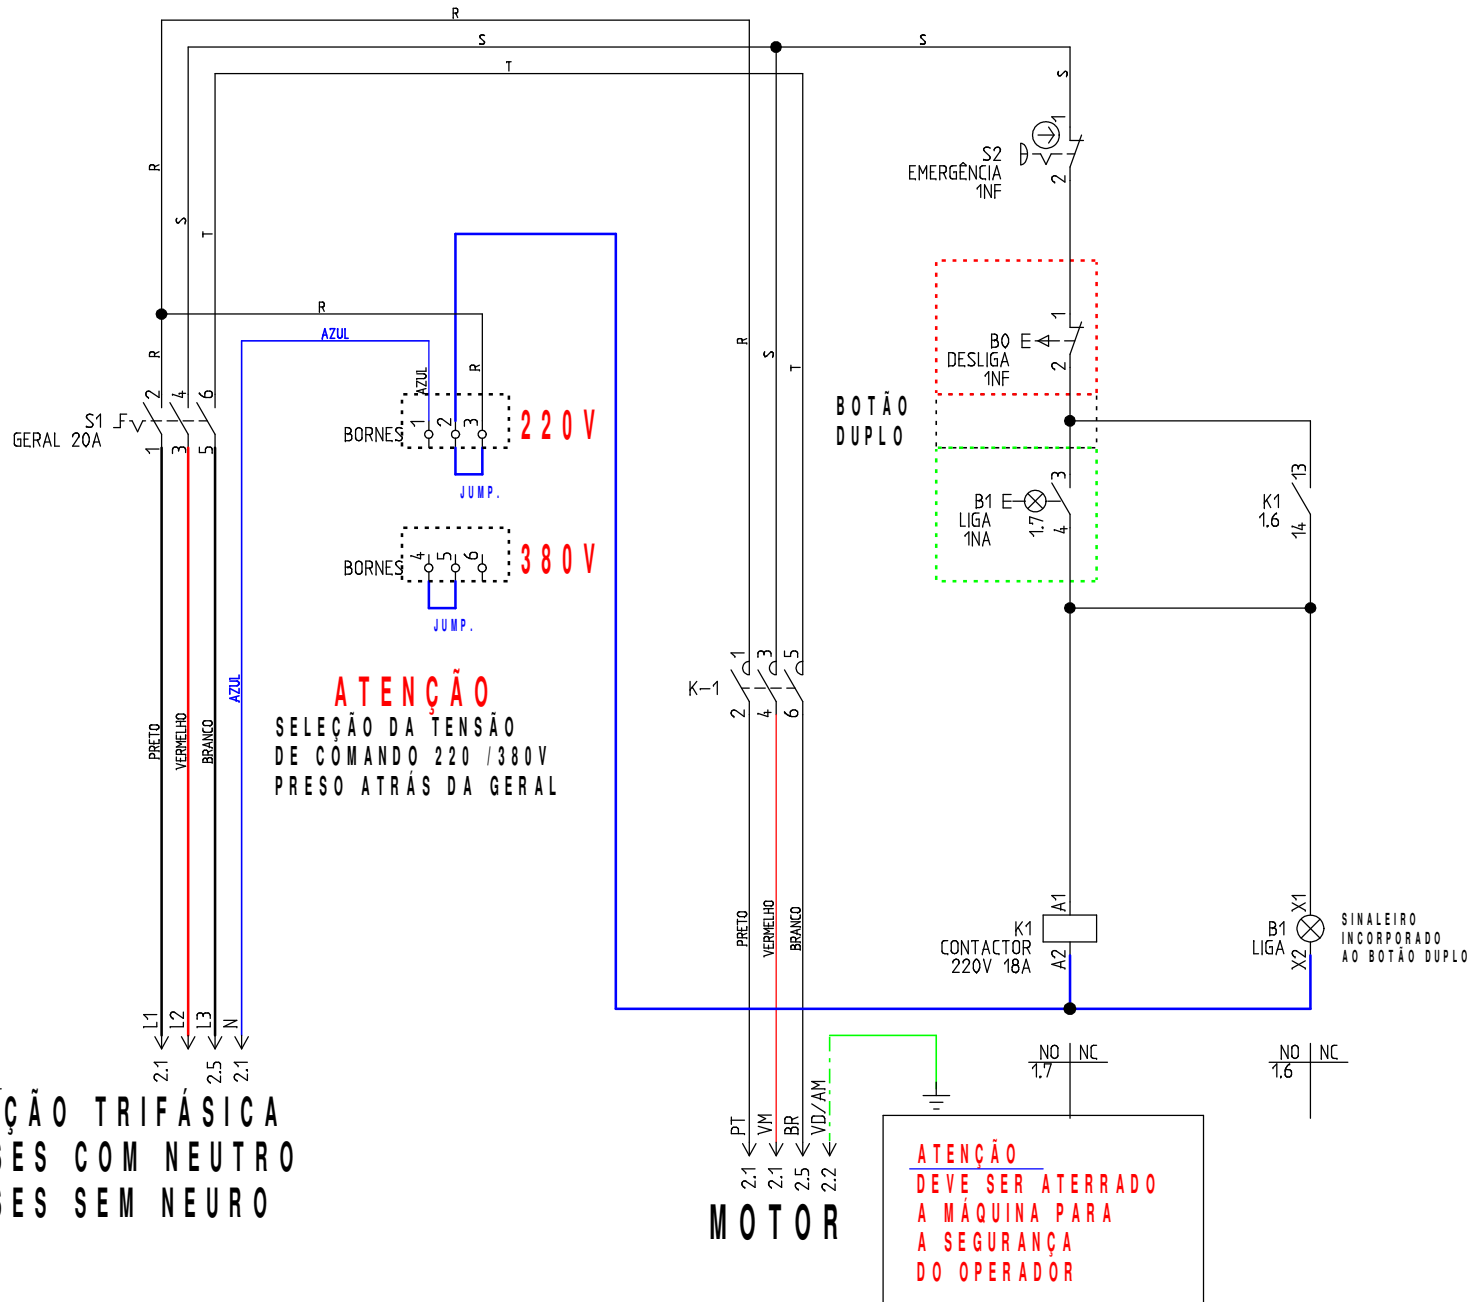 R
S
S
T
S
R
S
T
1
S2
EMERGÊNCIA
1NF
2
R
AZUL
R
R
S
T
1
B0
DESLIGA
1NF
2
AZUL
R
2
4
6
S1
GERAL 20A
1
3
5
BORNES
1
2
3
220V
JUMP.
BOTÃO
DUPLO
3
B1
LIGA
1NA
1.7
4
13
K1
1.6
14
BORNES
4
5
6
380V
JUMP.
ATENÇÃO
SELEÇÃO DA TENSÃO
DE COMANDO 220 /380V
PRESO ATRÁS DA GERAL
1
3
5
K-1
2
4
6
AZUL
PRETO
VERMELHO
BRANCO
PRETO
VERMELHO
BRANCO
A1
K1
CONTACTOR
220V 18A
A2
X1
B1
LIGA
X2
SINALEIRO
INCORPORADO
AO BOTÃO DUPLO
L1
L2
L3
N
2.1
2.5
2.1
NO NC
1.7
NO NC
1.6
ÇÃO TRIFÁSICA
SES COM NEUTRO
SES SEM NEURO
PT
VM
BR
VD/AM
2.1
2.1
2.5
2.2
MOTOR
ATENÇÃO
DEVE SER ATERRADO
A MÁQUINA PARA
A SEGURANÇA
DO OPERADOR